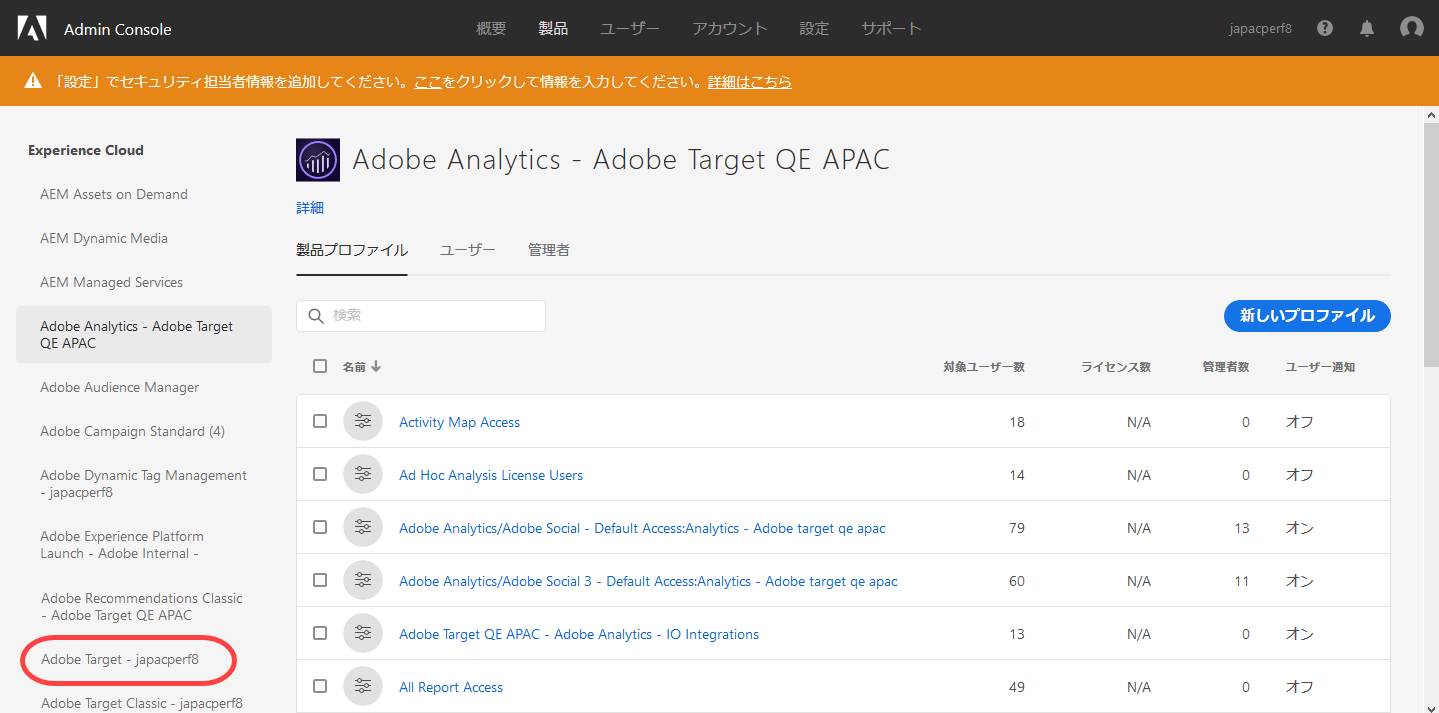 Admin Console
概要 製品 ユーザー アカウント 設定 サポート
japacperf8
「設定」でセキュリティ担当者情報を追加してください。ここをクリックして情報を入力してください。詳細はこちら
Experience Cloud
AEM Assets on Demand
AEM Dynamic Media
AEM Managed Services
Adobe Analytics - Adobe Target
QE APAC
Adobe Audience Manager
Adobe Campaign Standard (4)
Adobe Dynamic Tag Management
- japacperf8
Adobe Experience Platform
Launch - Adobe Internal -
Adobe Recommendations Classic
- Adobe Target QE APAC
Adobe Target - japacperf8
Adobe Target Classic - japacperf8
Adobe Analytics - Adobe Target QE APAC
詳細
製品プロファイル ユーザー 管理者
検索
新しいプロファイル
名前 対象ユーザー数 ライセンス数 管理者数 ユーザー通知
Activity Map Access 18 N/A 0 オフ
Ad Hoc Analysis License Users 14 N/A 0 オフ
Adobe Analytics/Adobe Social - Default Access:Analytics - Adobe target qe apac 79 N/A 13 オン
Adobe Analytics/Adobe Social 3 - Default Access:Analytics - Adobe target qe apac 60 N/A 11 オン
Adobe Target QE APAC - Adobe Analytics - IO Integrations 13 N/A 0 オン
All Report Access 49 N/A 0 オフ